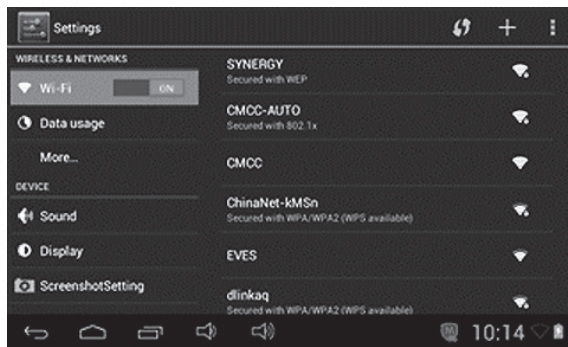 Settings
WIRELESS & NETWORKS
Wi-Fi
ON
Data usage
More...
DEVICE
Sound
Display
ScreenshotSetting
SYNERGY
Secured with WEP
CMCC-AUTO
Secured with 802.1x
CMCC
ChinaNet-kMSn
Secured with WPA/WPA2 (WPS available)
EVES
dlinkaq
Secured with WPA/WPA2 (WPS available)
10:14